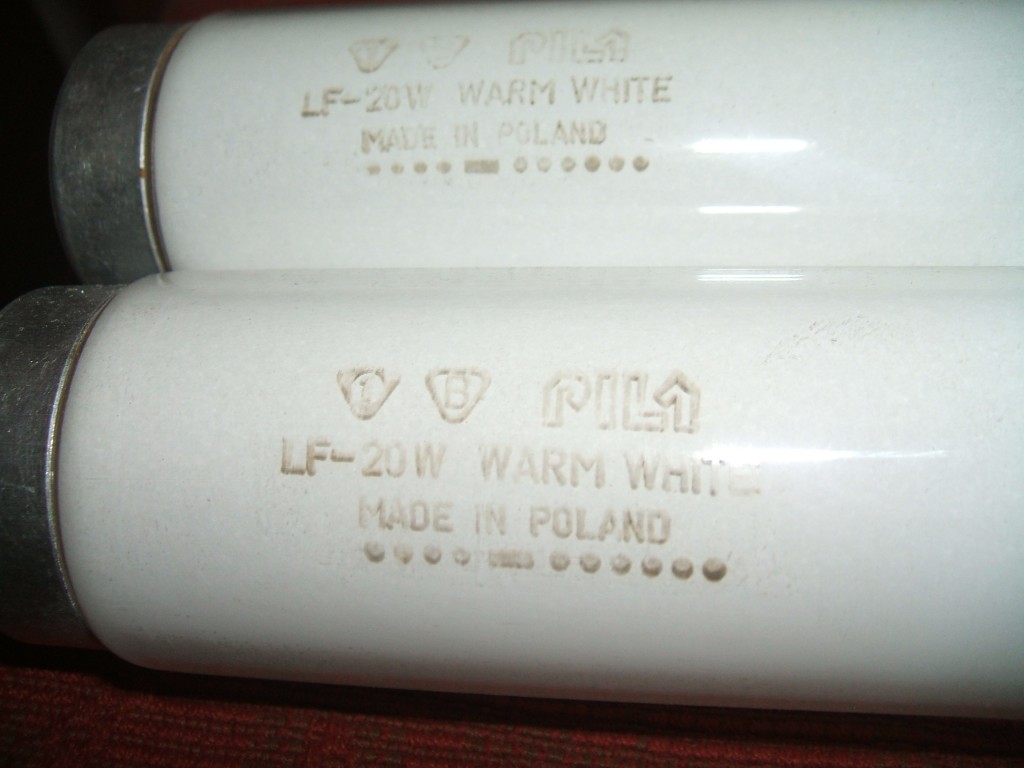 PILA
LF-20W WARM WHITE
MADE IN POLAND
1 B PILA
LF-20W WARM WHITE
MADE IN POLAND